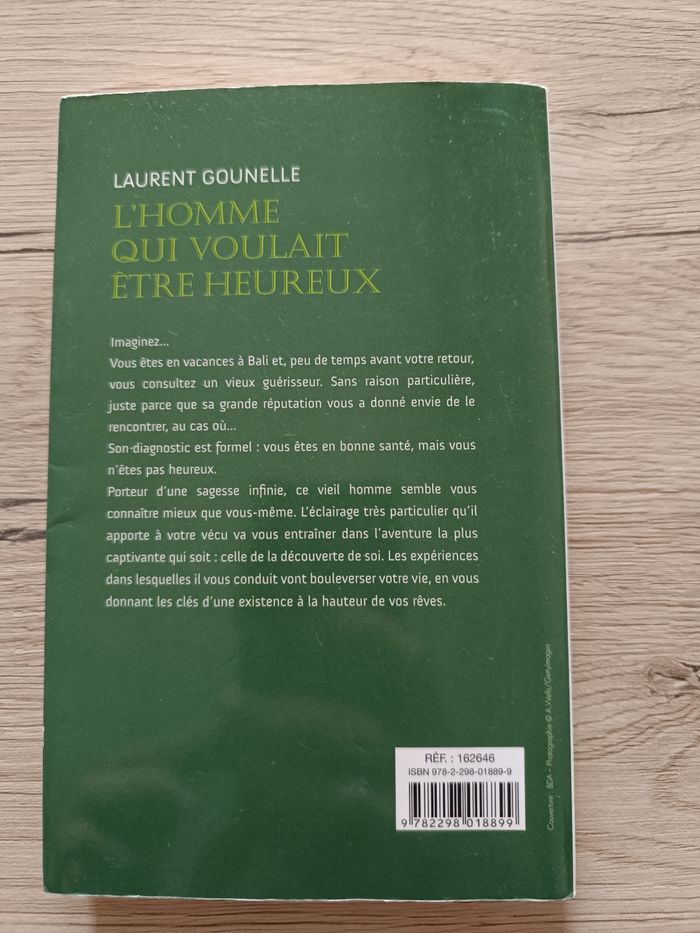 LAURENT GOUNELLE
L'HOMME
QUI VOULAIT
ÊTRE HEUREUX
Imaginez...
Vous êtes en vacances à Bali et, peu de temps avant votre retour,
vous consultez un vieux guérisseur. Sans raison particulière,
juste parce que sa grande réputation vous a donné envie de le
rencontrer, au cas où...
Son diagnostic est formel : vous êtes en bonne santé, mais vous
n'êtes pas heureux.
Porteur d'une sagesse infinie, ce vieil homme semble vous
connaître mieux que vous-même. L'éclairage très particulier qu'il
apporte à votre vécu va vous entraîner dans l'aventure la plus
captivante qui soit : celle de la découverte de soi. Les expériences
dans lesquelles il vous conduit vont bouleverser votre vie, en vous
donnant les clés d'une existence à la hauteur de vos rêves.
RÉF. : 162646
ISBN 978-2-298-01889-9
9 782298 018899
Couverture : BDA – Photographie © A. /GettyImages